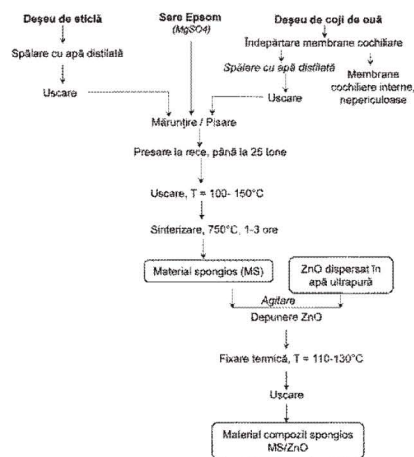 Deșeu de sticlă
Spălare cu apă distilată
Uscare
Sare Epsom
(MgSO4)
Deșeu de coji de ouă
Îndepărtare membrane cochiliare
Spălare cu apă distilată
Uscare
Membrane
cochiliere interne,
nepericuloase
Mărunțire / Pisare
Presare la rece, până la 25 tone
Uscare, T = 100- 150°C
Sinterizare, 750°C, 1-3 ore
Material spongios (MS)
ZnO dispersat în
apă ultrapură
Agitare
Depunere ZnO
Fixare termică, T = 110-130°C
Uscare
Material compozit spongios
MS/ZnO